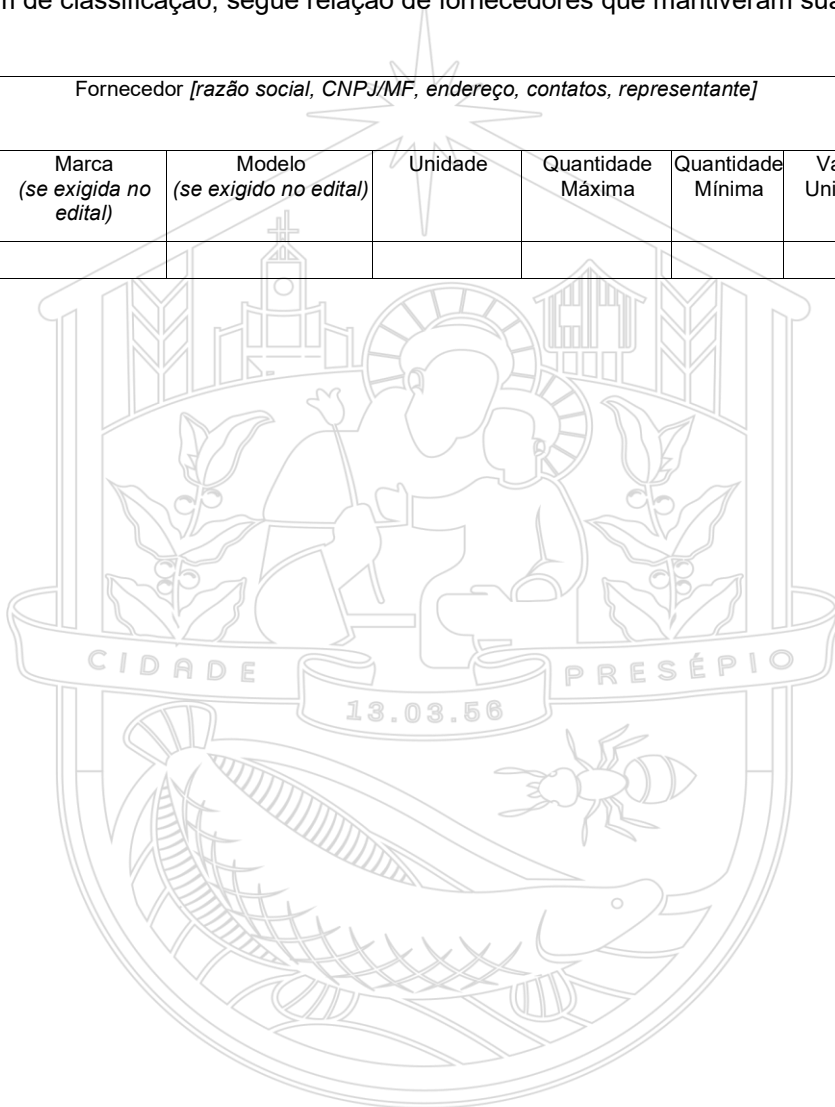 de classificação, segue relação de fornecedores que mantiveram sua
Fornecedor [razão social, CNPJ/MF, endereço, contatos, representante]
Marca (se exigida no edital)
Modelo (se exigido no edital)
Unidade
Quantidade Máxima
Quantidade Mínima
CIDADE PRESÉPIO
13.03.56